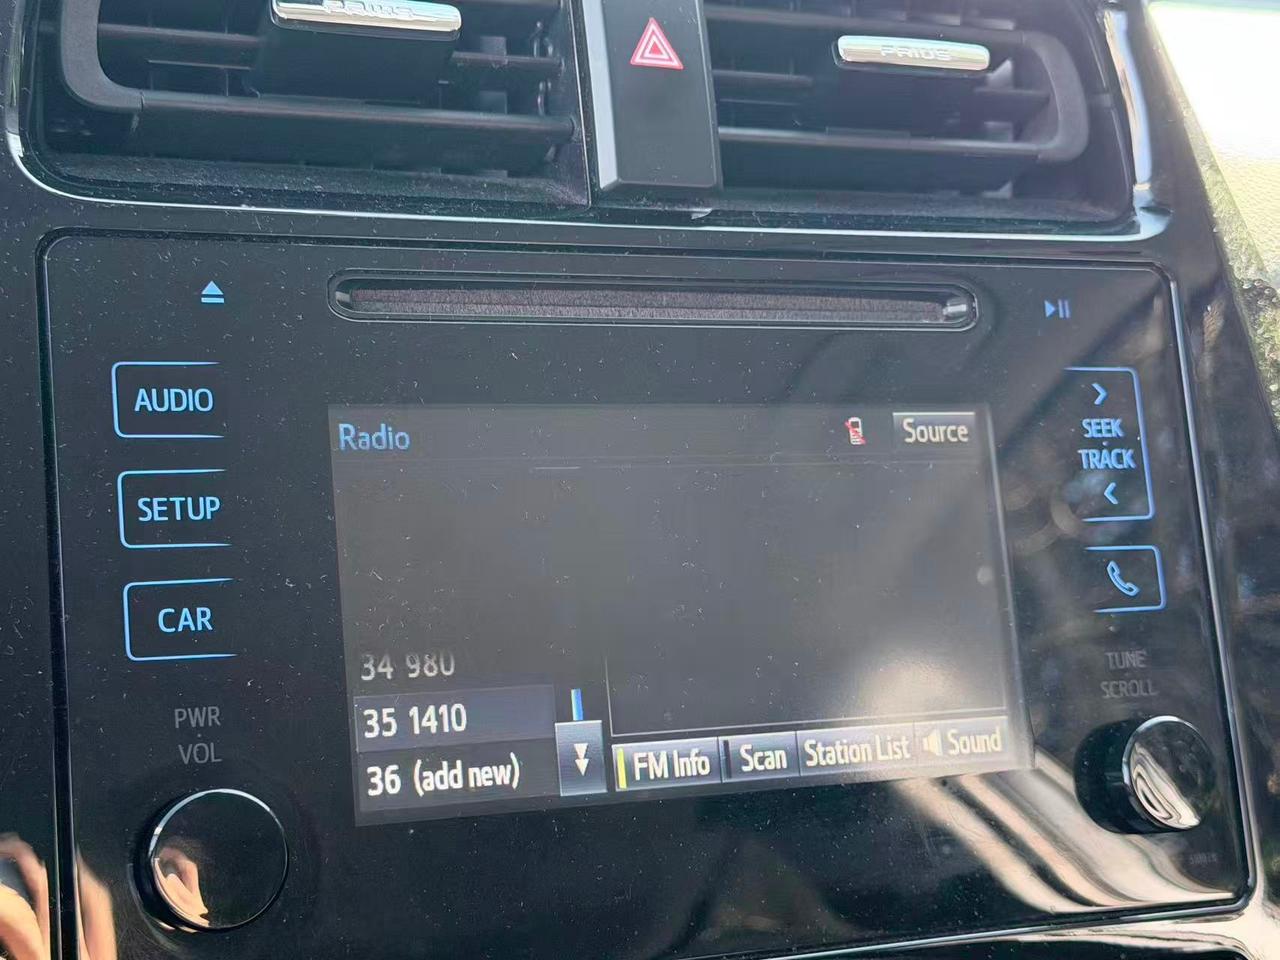 PRIUS
PRIUS
AUDIO
SETUP
CAR
PWR
VOL
Radio
Source
34 980
35 1410
36 (add new)
FM Info
Scan
Station List
Sound
SEEK
TRACK
TUNE
SCROLL